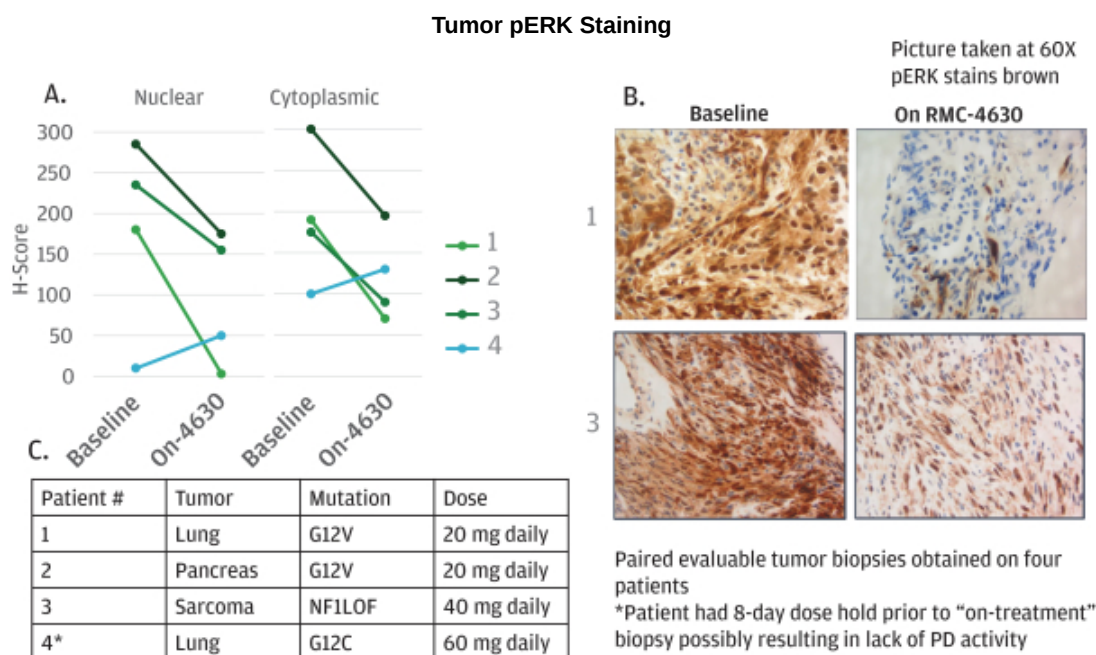 Tumor pERK Staining
Picture taken at 60X
pERK stains brown
A.
Nuclear
Cytoplasmic
B.
Baseline
On RMC-4630
H-Score
300
250
200
150
100
50
0
Baseline
On-4630
Baseline
On-4630
1
2
3
4
1
3
C.
Patient # Tumor Mutation Dose
1 Lung G12V 20 mg daily
2 Pancreas G12V 20 mg daily
3 Sarcoma NF1LOF 40 mg daily
4* Lung G12C 60 mg daily
Paired evaluable tumor biopsies obtained on four
patients
*Patient had 8-day dose hold prior to “on-treatment”
biopsy possibly resulting in lack of PD activity